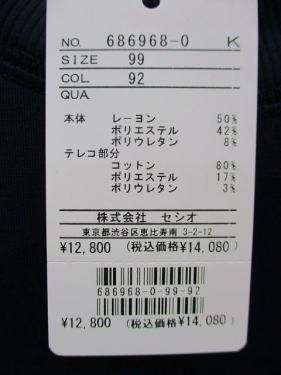 NO. 686968-0 K
SIZE 99
COL 92
QUA.
本体 レーヨン 50%
ポリエステル 42%
ポリウレタン 8%
テレコ部分
コットン 80%
ポリエステル 17%
ポリウレタン 3%
株式会社 セシオ
東京都渋谷区恵比寿南 3-2-12
¥12,800 (税込価格¥14,080)
686968-0-99-92
¥12,800 (税込価格¥14,080)